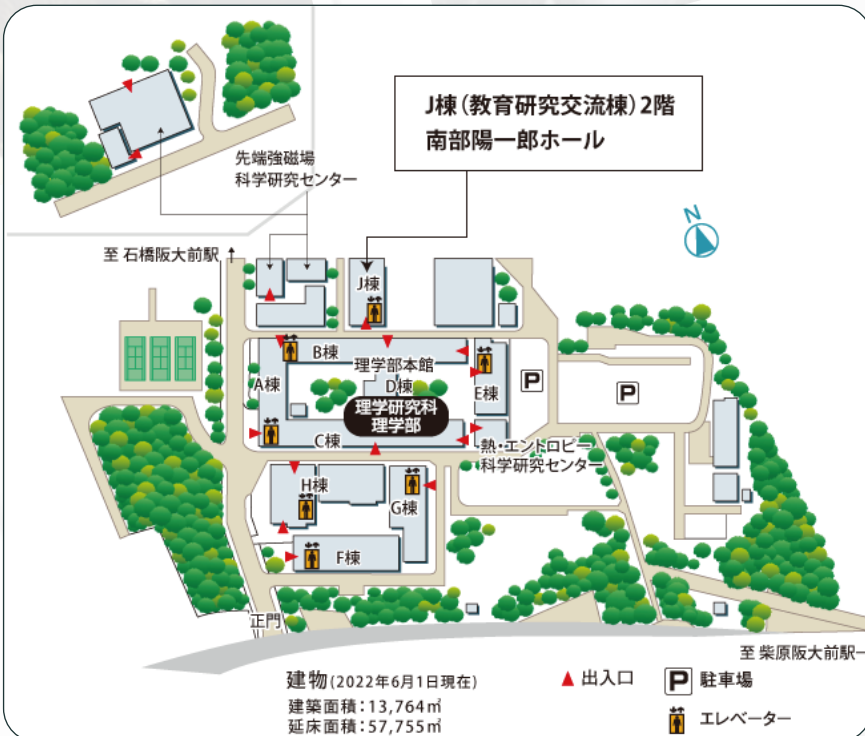 J棟(教育研究交流棟)2階
南部陽一郎ホール
先端強磁場
科学研究センター
N
至 石橋阪大前駅
J棟
B棟
理学部本館
A棟
D棟
E棟
P
P
理学研究科
理学部
C棟
熱・エントロピー
科学研究センター
H棟
G棟
F棟
正門
至 柴原阪大前駅
建物(2022年6月1日現在)
建築面積:13,764㎡
延床面積:57,755㎡
出入口
P 駐車場
エレベーター